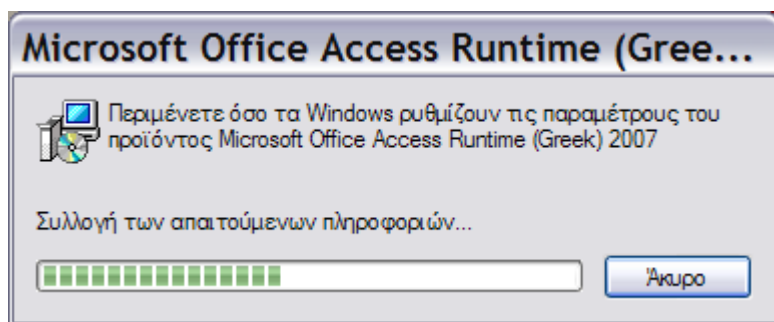 Microsoft Office Access Runtime (Gree...
Περιμένετε όσο τα Windows ρυθμίζουν τις παραμέτρους του
προϊόντος Microsoft Office Access Runtime (Greek) 2007
Συλλογή των απαιτούμενων πληροφοριών...
Άκυρο